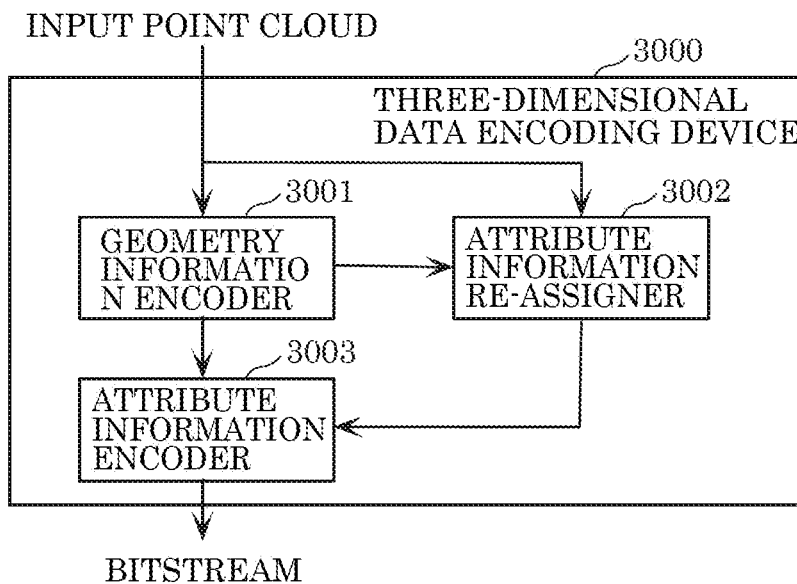 INPUT POINT CLOUD
3000
THREE-DIMENSIONAL
DATA ENCODING DEVICE
3001
GEOMETRY
INFORMATIO
N ENCODER
3002
ATTRIBUTE
INFORMATION
RE-ASSIGNER
3003
ATTRIBUTE
INFORMATION
ENCODER
BITSTREAM